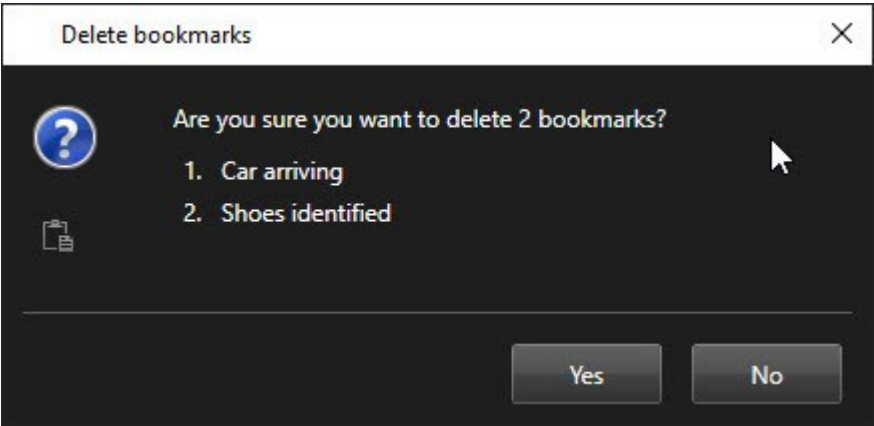 Delete bookmarks
Are you sure you want to delete 2 bookmarks?
1. Car arriving
2. Shoes identified
Yes No